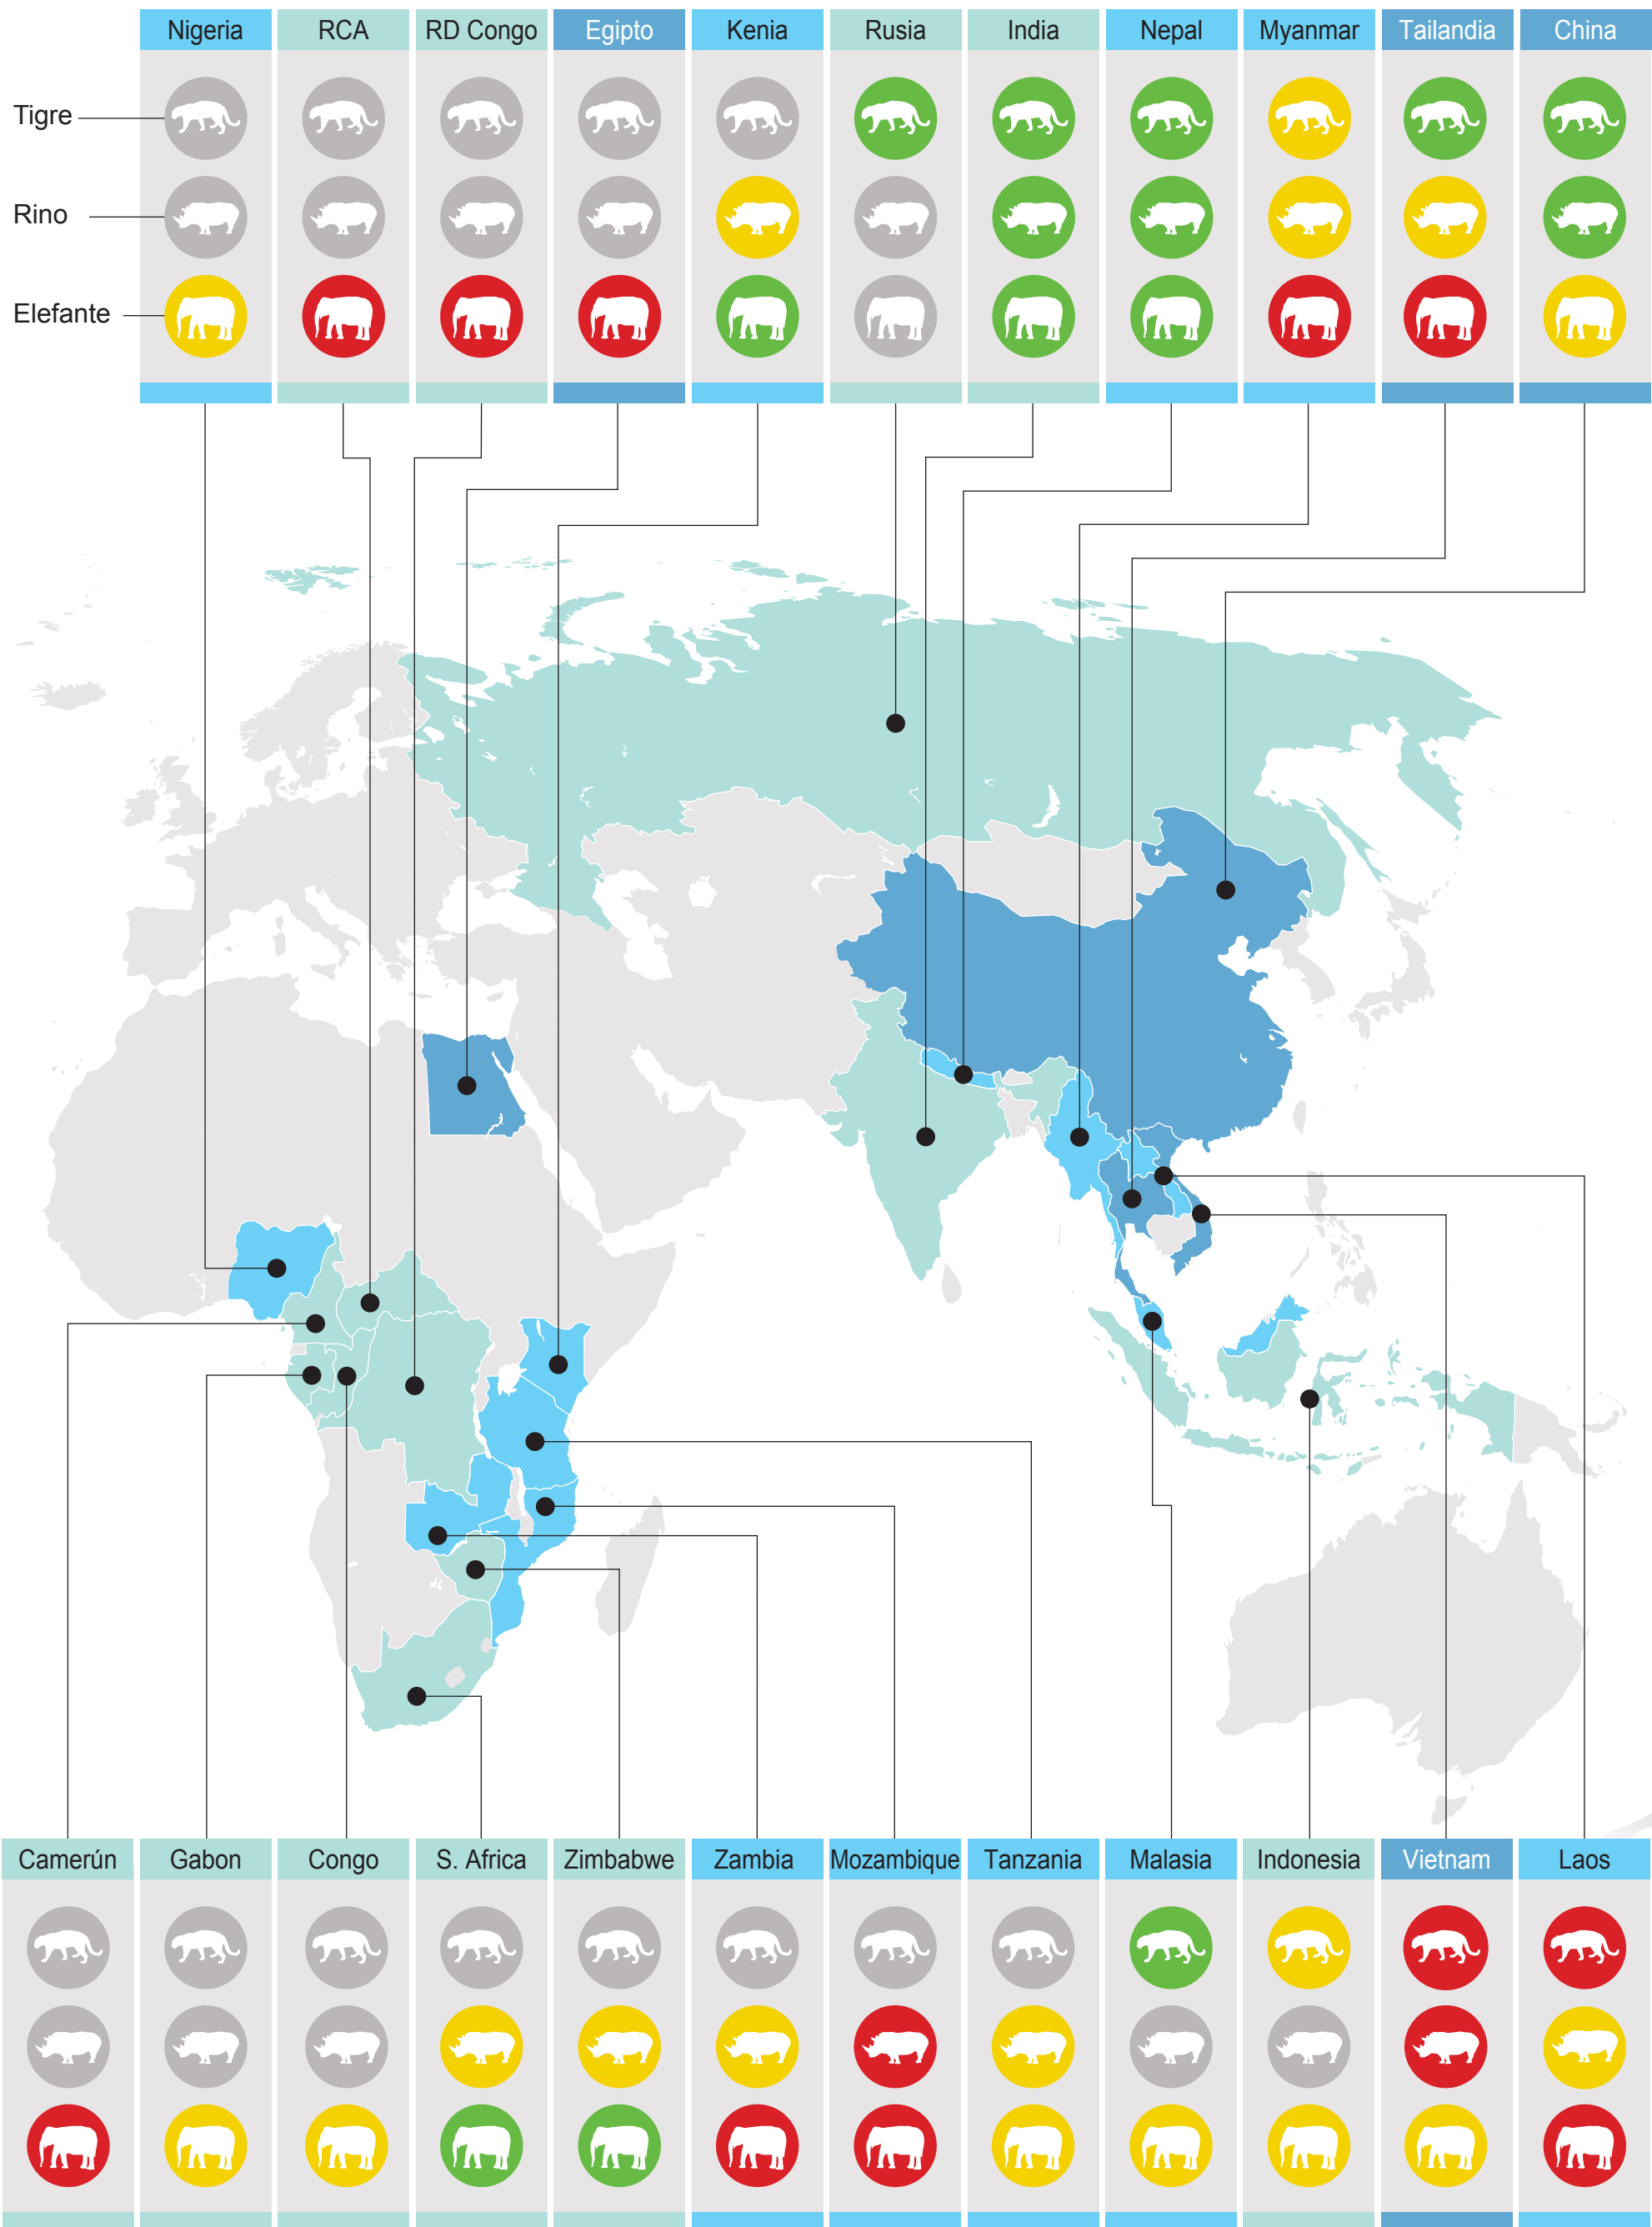 Nigeria
RCA
RD Congo
Egipto
Kenia
Rusia
India
Nepal
Myanmar
Tailandia
China
Tigre
Rino
Elefante
Camerún
Gabon
Congo
S. Africa
Zimbabwe
Zambia
Mozambique
Tanzania
Malasia
Indonesia
Vietnam
Laos